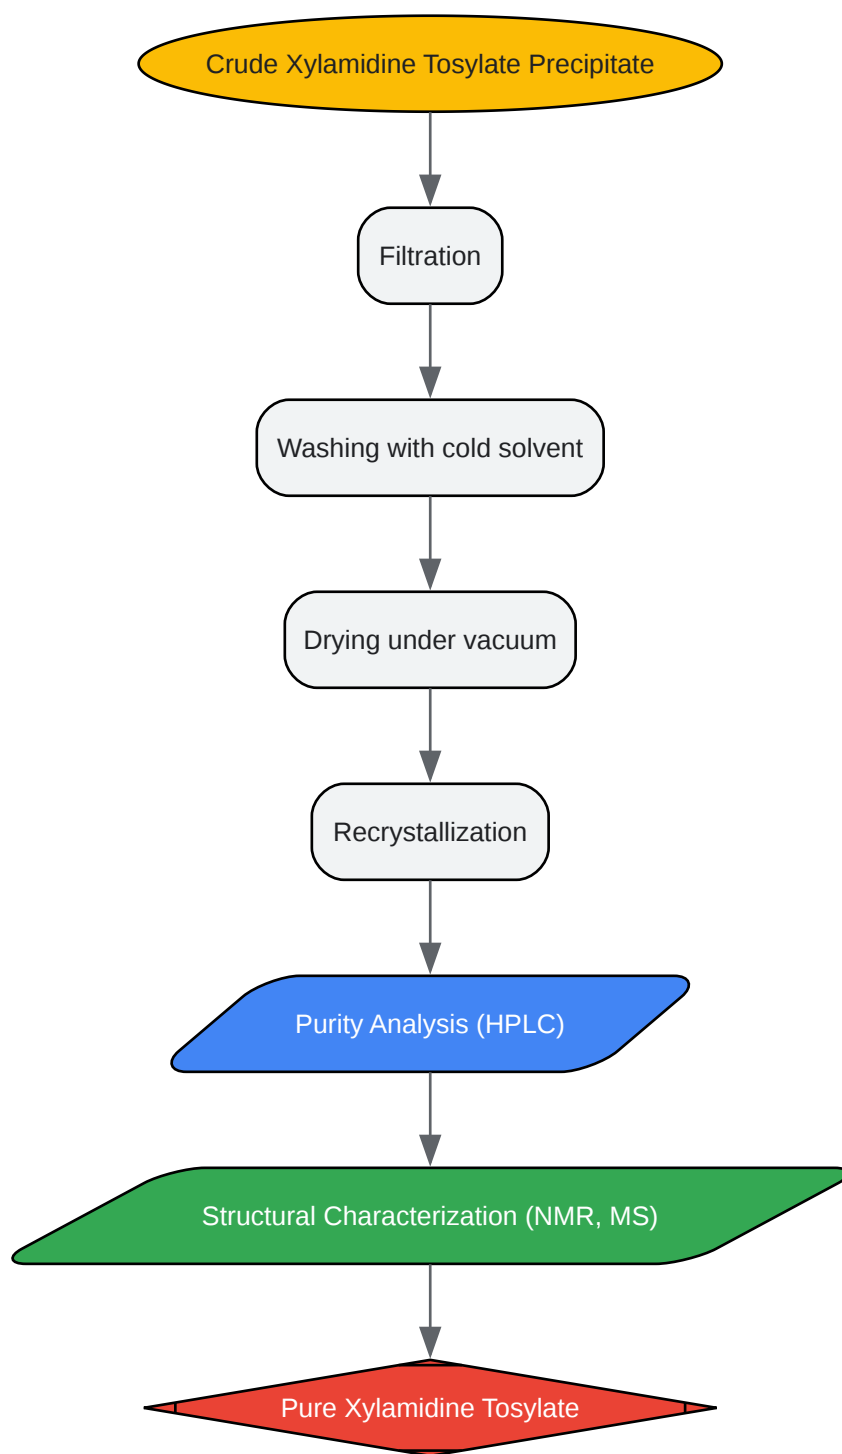 Crude Xylamidine Tosylate Precipitate
Filtration
Washing with cold solvent
Drying under vacuum
Recrystallization
Purity Analysis (HPLC)
Structural Characterization (NMR, MS)
Pure Xylamidine Tosylate